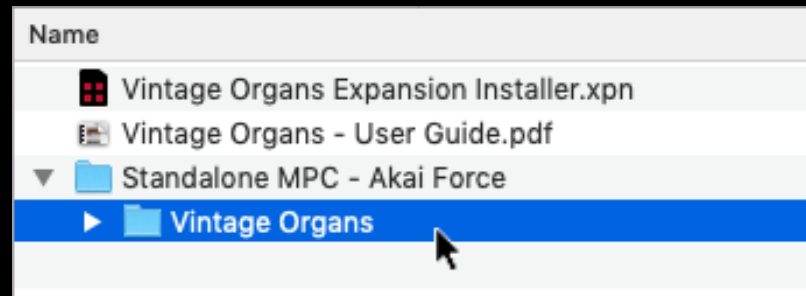 Name
Vintage Organs Expansion Installer.xpn
Vintage Organs - User Guide.pdf
Standalone MPC - Akai Force
Vintage Organs